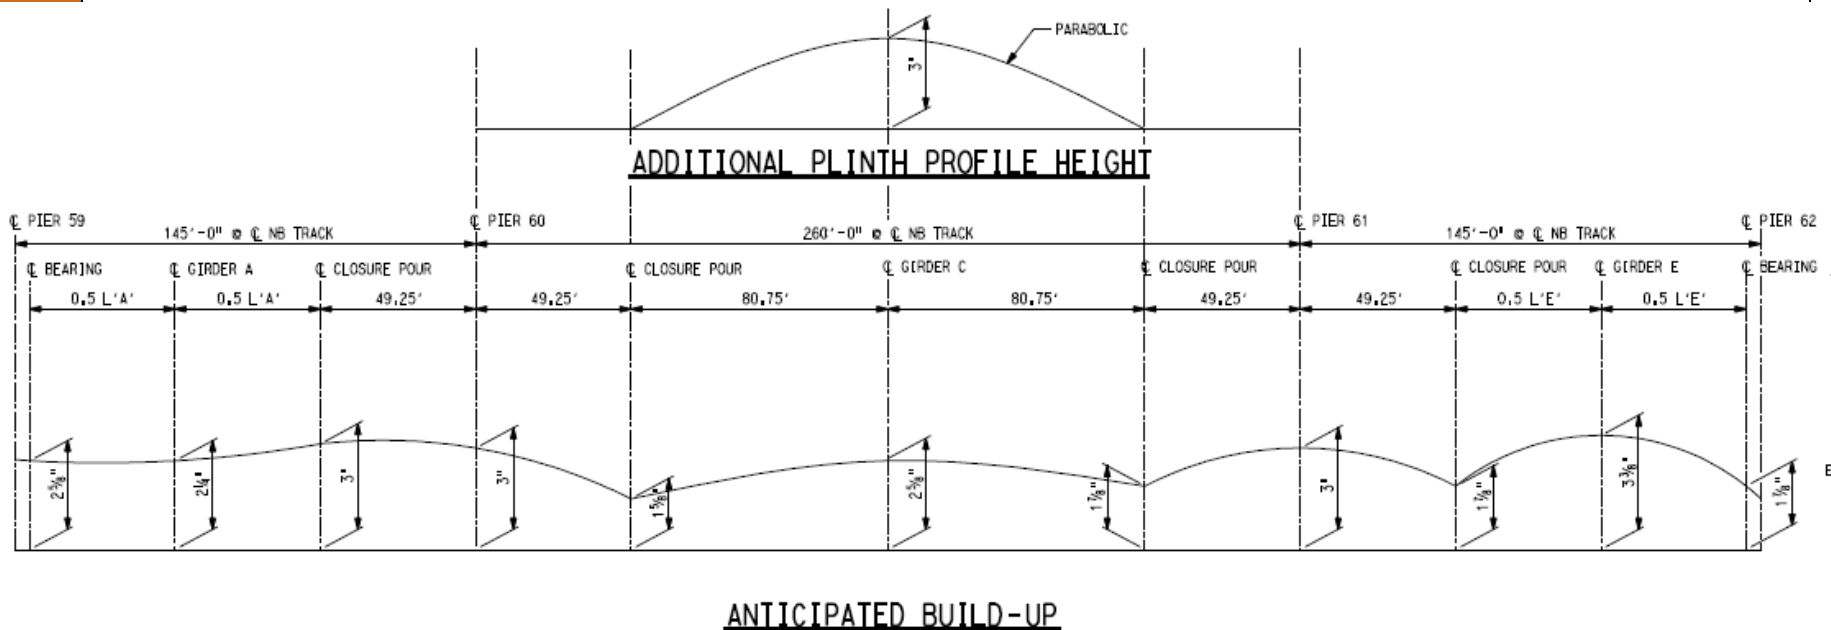 PARABOLIC
3"
ADDITIONAL PLINTH PROFILE HEIGHT
℄ PIER 59
℄ PIER 60
℄ PIER 61
℄ PIER 62
145'-0" @ ℄ NB TRACK
260'-0" @ ℄ NB TRACK
145'-0" @ ℄ NB TRACK
℄ BEARING
℄ GIRDER A
℄ CLOSURE POUR
℄ CLOSURE POUR
℄ GIRDER C
℄ CLOSURE POUR
℄ CLOSURE POUR
℄ GIRDER E
℄ BEARING
0.5 L'A'
0.5 L'A'
49.25'
49.25'
80.75'
80.75'
49.25'
49.25'
0.5 L'E'
0.5 L'E'
2⅝"
2¼"
3"
3"
1⅝"
2⅝"
1⅞"
3"
1⅞"
3⅜"
1⅞"
E
ANTICIPATED BUILD-UP